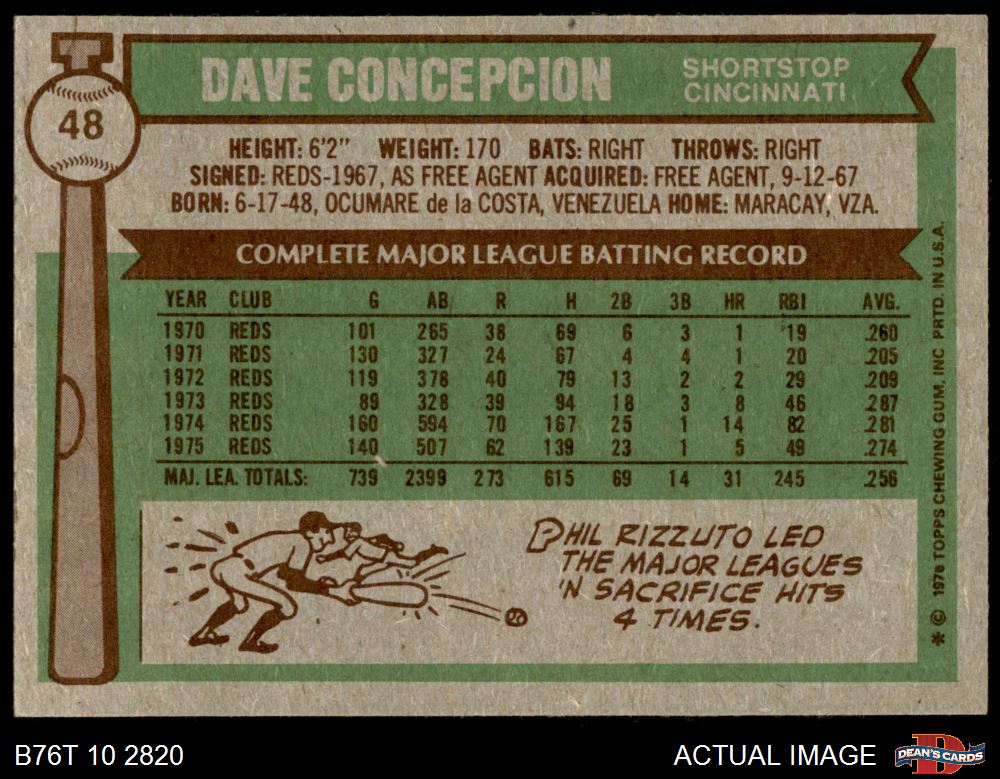 DAVE CONCEPCION
SHORTSTOP
CINCINNATI
48
HEIGHT: 6'2" WEIGHT: 170 BATS: RIGHT THROWS: RIGHT
SIGNED: REDS-1967, AS FREE AGENT ACQUIRED: FREE AGENT, 9-12-67
BORN: 6-17-48, OCUMARE de la COSTA, VENEZUELA HOME: MARACAY, VZA.
COMPLETE MAJOR LEAGUE BATTING RECORD
YEAR CLUB G AB R H 2B 3B HR RBI AVG.
1970 REDS 101 265 38 69 6 3 1 19 .260
1971 REDS 130 327 24 67 4 4 1 20 .205
1972 REDS 119 378 40 79 13 2 2 29 .209
1973 REDS 89 328 39 94 18 3 8 46 .287
1974 REDS 160 594 70 167 25 1 14 82 .281
1975 REDS 140 507 62 139 23 1 5 49 .274
MAJ. LEA. TOTALS: 739 2399 273 615 69 14 31 245 .256
PHIL RIZZUTO LED
THE MAJOR LEAGUES
'N SACRIFICE HITS
4 TIMES.
* © 1976 TOPPS CHEWING GUM, INC PRTD. IN U.S.A.
B76T 10 2820
ACTUAL IMAGE
DEAN'S CARDS